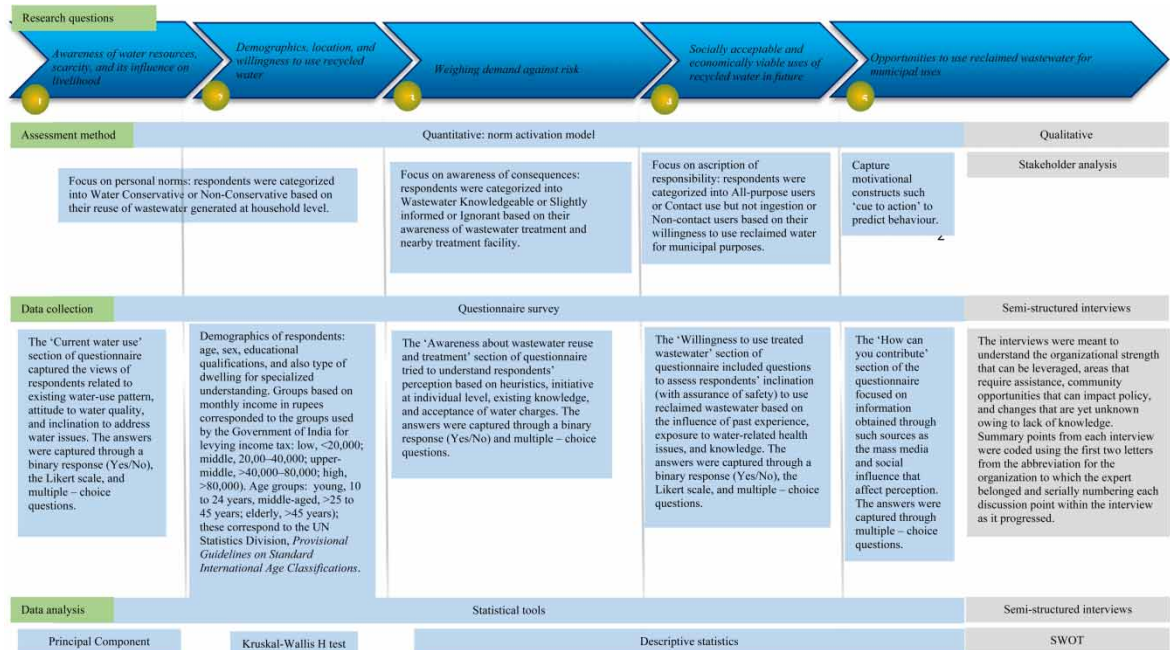 Research questions
Awareness of water resources,
scarcity, and its influence on
livelihood
1
Demographics, location, and
willingness to use recycled
water
2
Weighing demand against risk
3
Socially acceptable and
economically viable uses of
recycled water in future
4
Opportunities to use reclaimed wastewater for
municipal uses
5
Assessment method
Quantitative: norm activation model
Qualitative
Focus on personal norms: respondents were categorized
into Water Conservative or Non-Conservative based on
their reuse of wastewater generated at household level.
Focus on awareness of consequences:
respondents were categorized into
Wastewater Knowledgeable or Slightly
informed or Ignorant based on their
awareness of wastewater treatment and
nearby treatment facility.
Focus on ascription of
responsibility: respondents were
categorized into All-purpose users
or Contact use but not ingestion or
Non-contact users based on their
willingness to use reclaimed water
for municipal purposes.
Capture
motivational
constructs such
‘cue to action’ to
predict behaviour.
2
Stakeholder analysis
Data collection
Questionnaire survey
Semi-structured interviews
The ‘Current water use’
section of questionnaire
captured the views of
respondents related to
existing water-use pattern,
attitude to water quality,
and inclination to address
water issues. The answers
were captured through a
binary response (Yes/No),
the Likert scale, and
multiple – choice
questions.
Demographics of respondents:
age, sex, educational
qualifications, and also type of
dwelling for specialized
understanding. Groups based on
monthly income in rupees
corresponded to the groups used
by the Government of India for
levying income tax: low, <20,000;
middle, 20,00–40,000; upper-
middle, >40,000–80,000; high,
>80,000). Age groups: young, 10
to 24 years, middle-aged, >25 to
45 years; elderly, >45 years);
these correspond to the UN
Statistics Division, Provisional
Guidelines on Standard
International Age Classifications.
The ‘Awareness about wastewater reuse
and treatment’ section of questionnaire
tried to understand respondents’
perception based on heuristics, initiative
at individual level, existing knowledge,
and acceptance of water charges. The
answers were captured through a binary
response (Yes/No) and multiple – choice
questions.
The ‘Willingness to use treated
wastewater’ section of
questionnaire included questions
to assess respondents’ inclination
(with assurance of safety) to use
reclaimed wastewater based on
the influence of past experience,
exposure to water-related health
issues, and knowledge. The
answers were captured through a
binary response (Yes/No), the
Likert scale, and multiple – choice
questions.
The ‘How can
you contribute’
section of the
questionnaire
focused on
information
obtained through
such sources as
the mass media
and social
influence that
affect perception.
The answers were
captured through
multiple – choice
questions.
The interviews were meant to
understand the organizational strength
that can be leveraged, areas that
require assistance, community
opportunities that can impact policy,
and changes that are yet unknown
owing to lack of knowledge.
Summary points from each interview
were coded using the first two letters
from the abbreviation for the
organization to which the expert
belonged and serially numbering each
discussion point within the interview
as it progressed.
Data analysis
Statistical tools
Semi-structured interviews
Principal Component
Kruskal-Wallis H test
Descriptive statistics
SWOT